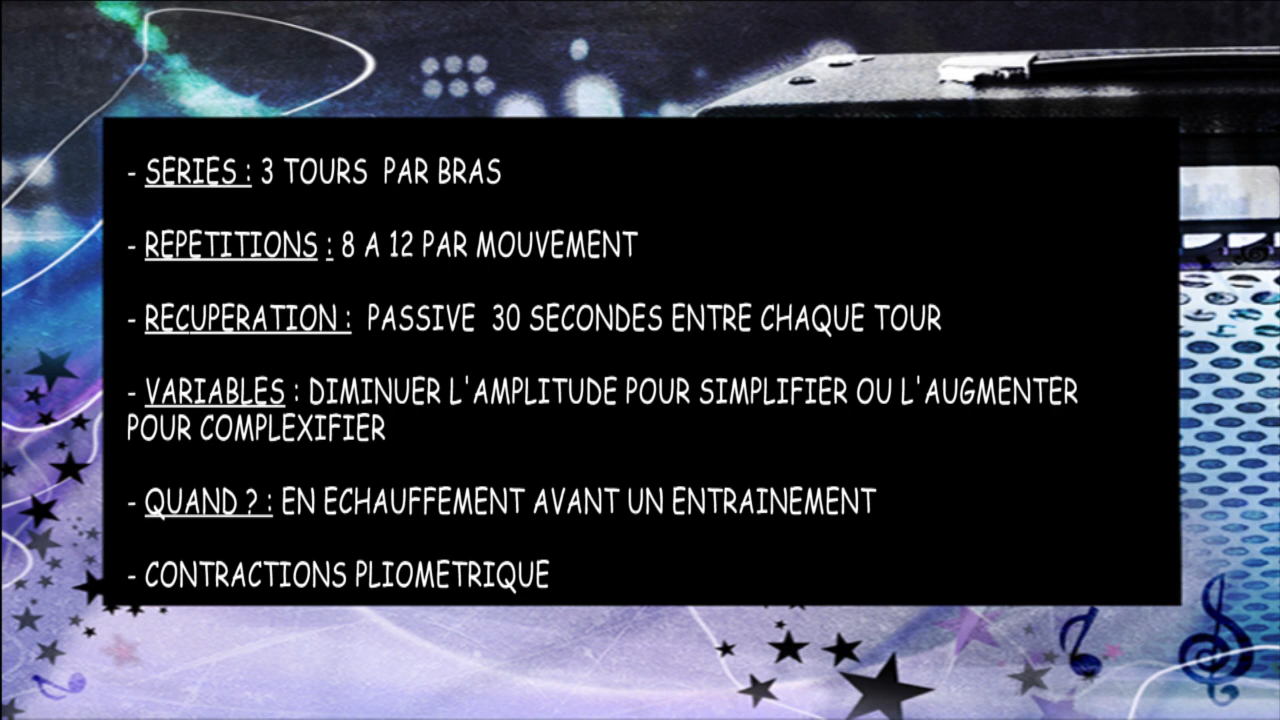 - SERIES : 3 TOURS PAR BRAS
- REPETITIONS : 8 A 12 PAR MOUVEMENT
- RECUPERATION : PASSIVE 30 SECONDES ENTRE CHAQUE TOUR
- VARIABLES : DIMINUER L'AMPLITUDE POUR SIMPLIFIER OU L'AUGMENTER
POUR COMPLEXIFIER
- QUAND ? : EN ECHAUFFEMENT AVANT UN ENTRAINEMENT
- CONTRACTIONS PLIOMETRIQUE